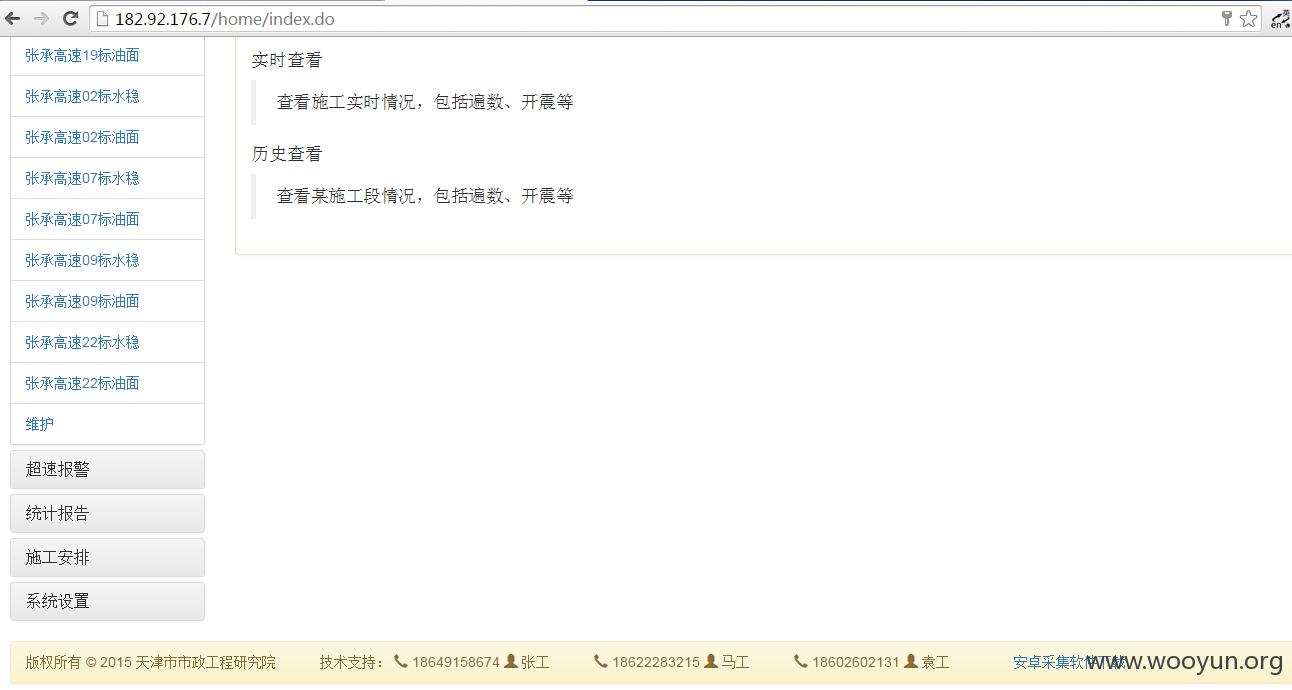 182.92.176.7/home/index.do
英
en
张承高速19标油面
张承高速02标水稳
张承高速02标油面
张承高速07标水稳
张承高速07标油面
张承高速09标水稳
张承高速09标油面
张承高速22标水稳
张承高速22标油面
维护
超速报警
统计报告
施工安排
系统设置
实时查看
查看施工实时情况，包括遍数、开震等
历史查看
查看某施工段情况，包括遍数、开震等
版权所有 © 2015 天津市市政工程研究院 技术支持： 18649158674 张工 18622283215 马工 18602602131 袁工 安卓采集软件下载
www.wooyun.org